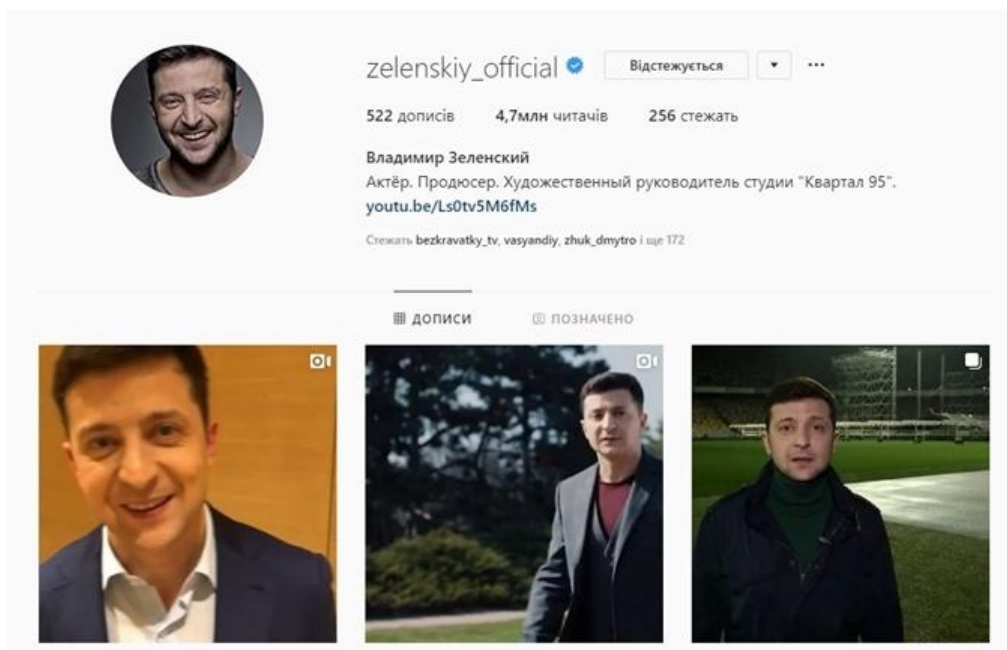 zelenskiy_official Відстежується
522 дописів 4,7млн читачів 256 стежать
Владимир Зеленский
Актёр. Продюсер. Художественный руководитель студии "Квартал 95".
youtu.be/Ls0tv5M6fMs
Стежать bezkravatky_tv, vasyandiy, zhuk_dmytro і ще 172
ДОПИСИ ПОЗНАЧЕНО